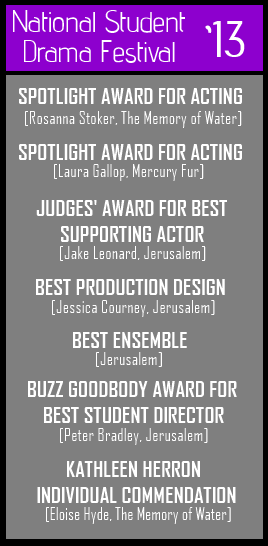 National Student
Drama Festival '13
SPOTLIGHT AWARD FOR ACTING
[Rosanna Stoker, The Memory of Water]
SPOTLIGHT AWARD FOR ACTING
[Laura Gallop, Mercury Fur]
JUDGES' AWARD FOR BEST
SUPPORTING ACTOR
[Jake Leonard, Jerusalem]
BEST PRODUCTION DESIGN
[Jessica Courney, Jerusalem]
BEST ENSEMBLE
[Jerusalem]
BUZZ GOODBODY AWARD FOR
BEST STUDENT DIRECTOR
[Peter Bradley, Jerusalem]
KATHLEEN HERRON
INDIVIDUAL COMMENDATION
[Eloise Hyde, The Memory of Water]